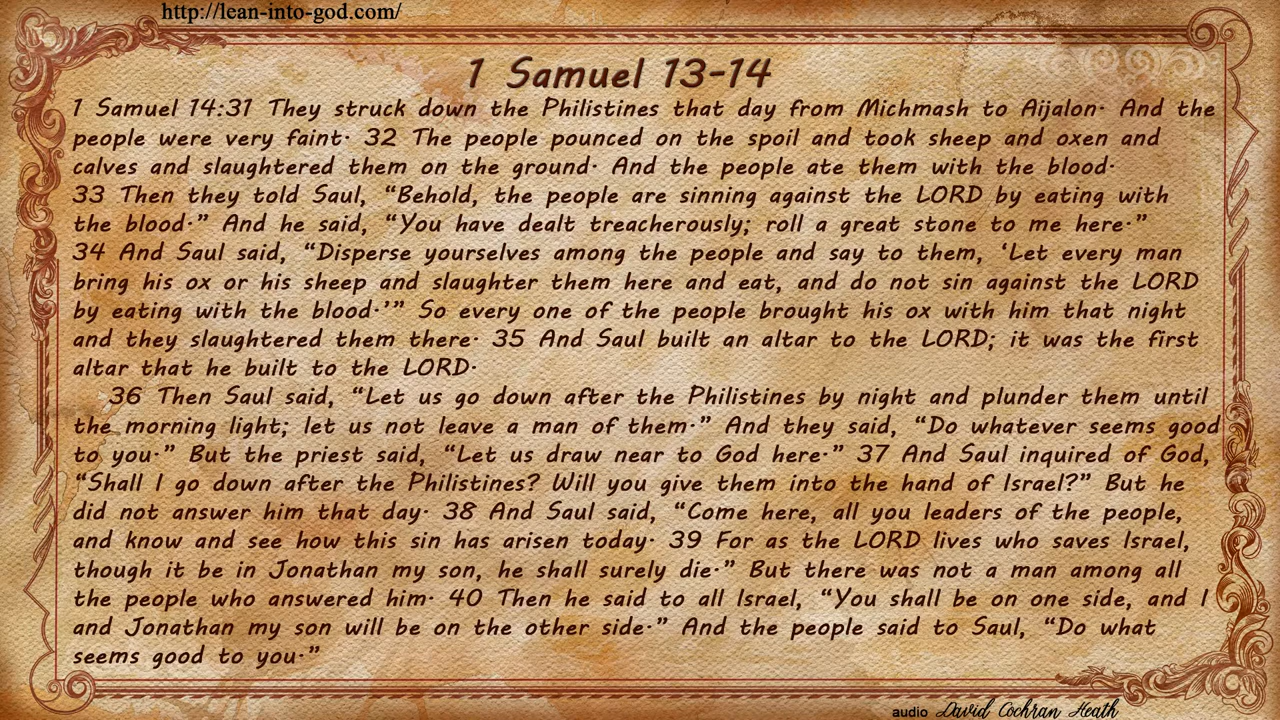 http://lean-into-god.com/
1 Samuel 13-14
1 Samuel 14:31 They struck down the Philistines that day from Michmash to Aijalon. And the
people were very faint. 32 The people pounced on the spoil and took sheep and oxen and
calves and slaughtered them on the ground. And the people ate them with the blood.
33 Then they told Saul, “Behold, the people are sinning against the LORD by eating with
the blood.” And he said, “You have dealt treacherously; roll a great stone to me here.”
34 And Saul said, “Disperse yourselves among the people and say to them, ‘Let every man
bring his ox or his sheep and slaughter them here and eat, and do not sin against the LORD
by eating with the blood.’” So every one of the people brought his ox with him that night
and they slaughtered them there. 35 And Saul built an altar to the LORD; it was the first
altar that he built to the LORD.
36 Then Saul said, “Let us go down after the Philistines by night and plunder them until
the morning light; let us not leave a man of them.” And they said, “Do whatever seems good
to you.” But the priest said, “Let us draw near to God here.” 37 And Saul inquired of God,
“Shall I go down after the Philistines? Will you give them into the hand of Israel?” But he
did not answer him that day. 38 And Saul said, “Come here, all you leaders of the people,
and know and see how this sin has arisen today. 39 For as the LORD lives who saves Israel,
though it be in Jonathan my son, he shall surely die.” But there was not a man among all
the people who answered him. 40 Then he said to all Israel, “You shall be on one side, and I
and Jonathan my son will be on the other side.” And the people said to Saul, “Do what
seems good to you.”
audio David Cochran Heath